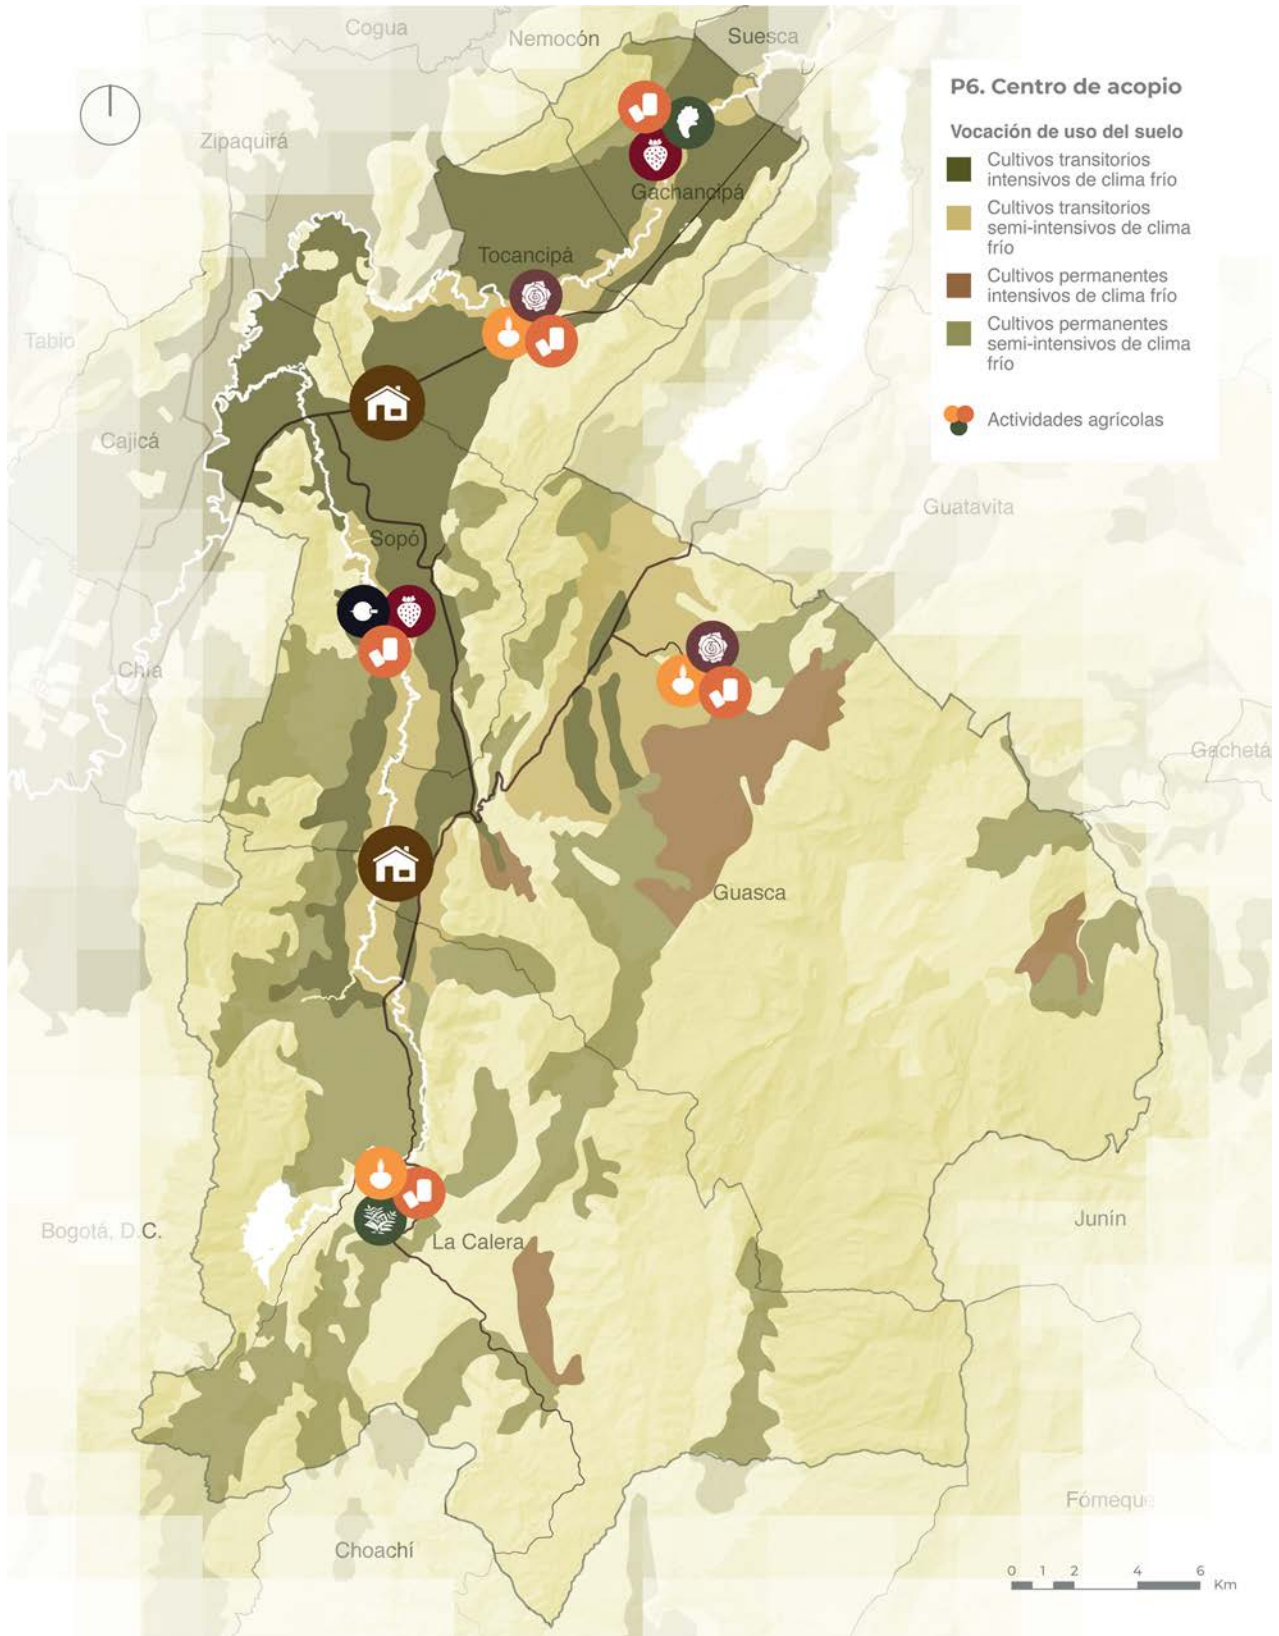 Cogua
Nemocón
Suesca
P6. Centro de acopio
Vocación de uso del suelo
Cultivos transitorios
intensivos de clima frío
Cultivos transitorios
semi-intensivos de clima
frío
Cultivos permanentes
intensivos de clima frío
Cultivos permanentes
semi-intensivos de clima
frío
Actividades agrícolas
Zipaquirá
Gachancipá
Tocancipá
Tabio
Cajicá
Guatavita
Sopó
Chía
Gachetá
Guasca
Junín
Bogotá, D.C.
La Calera
Fómeque
Choachí
0 1 2 4 6
Km